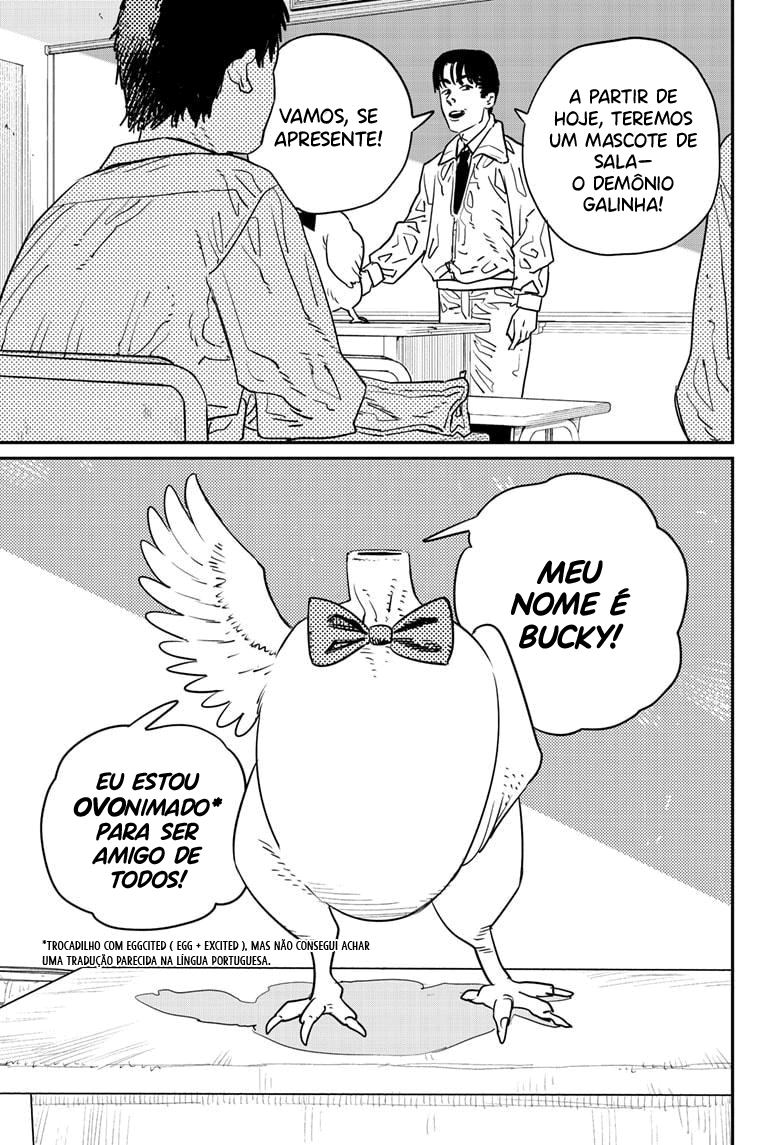 A PARTIR DE
HOJE, TEREMOS
UM MASCOTE DE
SALA—
O DEMÔNIO
GALINHA!
VAMOS, SE
APRESENTE!
MEU
NOME É
BUCKY!
EU ESTOU
OVONIMADO*
PARA SER
AMIGO DE
TODOS!
*TROCADILHO COM EGGCITED ( EGG + EXCITED ), MAS NÃO CONSEGUI ACHAR
UMA TRADUÇÃO PARECIDA NA LÍNGUA PORTUGUESA.